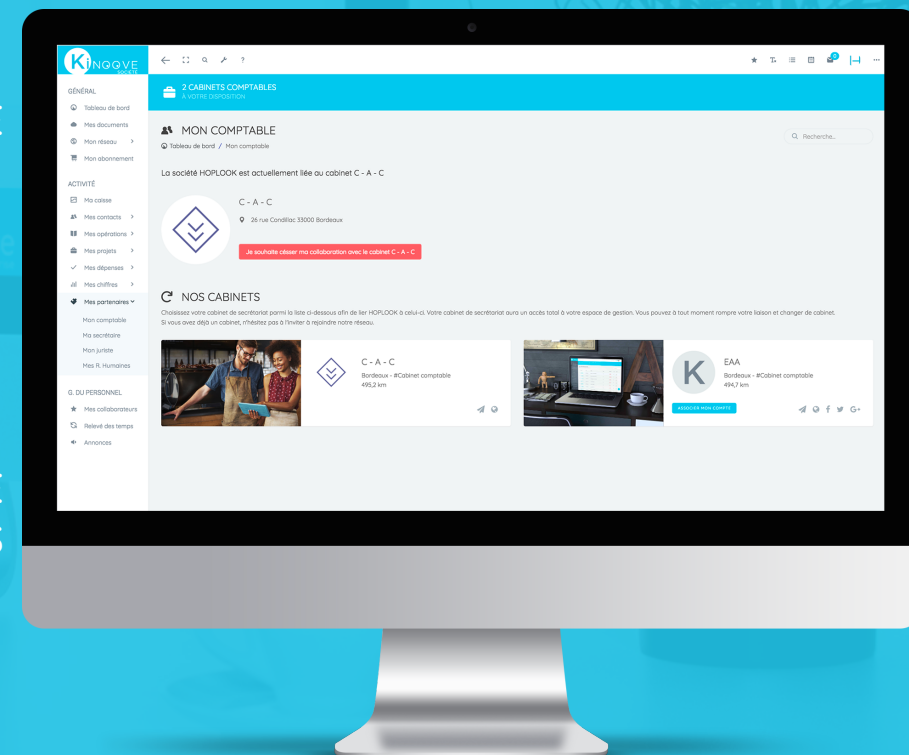 KINQQVE
SOCIÉTÉ
GÉNÉRAL
Tableau de bord
Mes documents
Mon réseau >
Mon abonnement
ACTIVITÉ
Ma caisse
Mes contacts >
Mes opérations >
Mes projets >
Mes dépenses >
Mes chiffres >
Mes partenaires
Mon comptable
Ma secrétaire
Mon juriste
Mes R. Humaines
G. DU PERSONNEL
Mes collaborateurs
Relevé des temps
Annonces
?
0
2 CABINETS COMPTABLES
À VOTRE DISPOSITION
MON COMPTABLE
Tableau de bord / Mon comptable
Recherche...
La société HOPLOOK est actuellement liée au cabinet C - A - C
C - A - C
26 rue Condillac 33000 Bordeaux
Je souhaite césser ma collaboration avec le cabinet C - A - C
NOS CABINETS
Choisissez votre cabinet de secrétariat parmi la liste ci-dessous afin de lier HOPLOOK à celui-ci. Votre cabinet de secrétariat aura un accès total à votre espace de gestion. Vous pouvez à tout moment rompre votre liaison et changer de cabinet.
Si vous avez déjà un cabinet, n'hésitez pas à l'inviter à rejoindre notre réseau.
C - A - C
Bordeaux - #Cabinet comptable
495,2 km
K
EAA
Bordeaux - #Cabinet comptable
494,7 km
ASSOCIER MON COMPTE